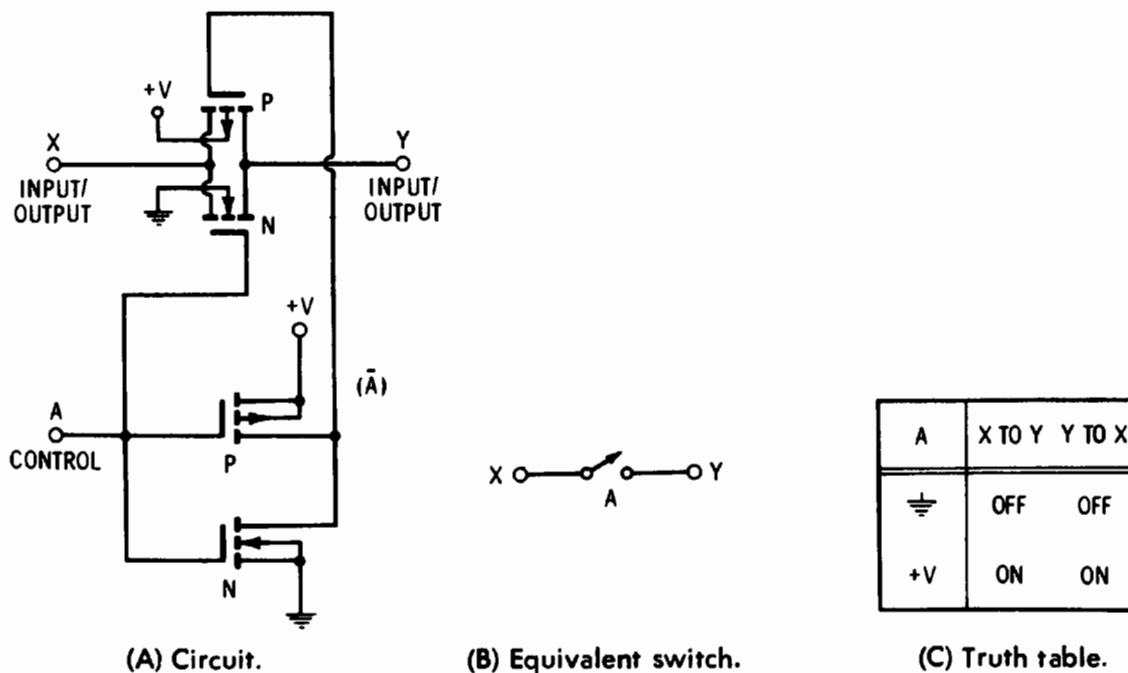 +V
P
X
INPUT/
OUTPUT
Y
INPUT/
OUTPUT
N
+V
(Ā)
A
CONTROL
P
N
X
A
Y
A X TO Y Y TO X
OFF OFF
+V ON ON
(A) Circuit.
(B) Equivalent switch.
(C) Truth table.